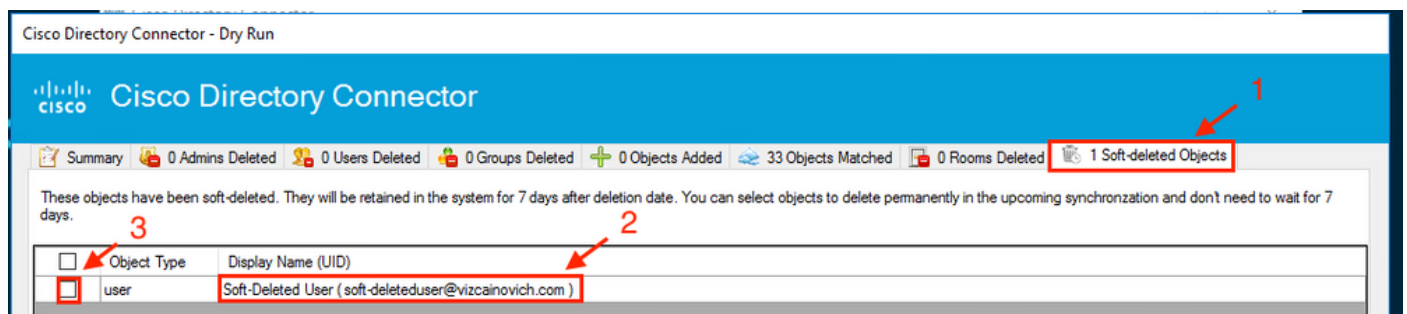 Cisco Directory Connector - Dry Run
cisco Cisco Directory Connector
1
Summary 0 Admins Deleted 0 Users Deleted 0 Groups Deleted 0 Objects Added 33 Objects Matched 0 Rooms Deleted 1 Soft-deleted Objects
These objects have been soft-deleted. They will be retained in the system for 7 days after deletion date. You can select objects to delete permanently in the upcoming synchronzation and don't need to wait for 7
days.
3 2
Object Type Display Name (UID)
user Soft-Deleted User ( soft-deleteduser@vizcainovich.com )